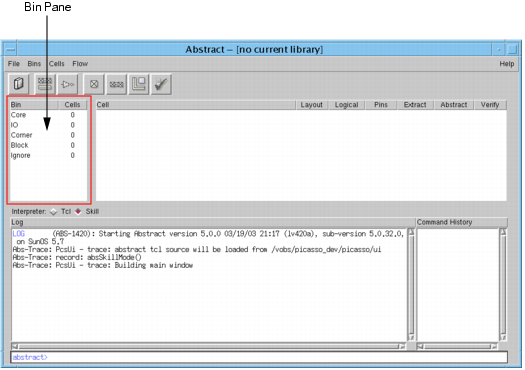 Bin Pane
Abstract – [no current library]
File Bins Cells Flow Help
Bin Cells Cell Layout Logical Pins Extract Abstract Verify
Core 0
IO 0
Corner 0
Block 0
Ignore 0
Interpreter: Tcl Skill
Log Command History
LOG (ABS-1420): Starting Abstract version 5.0.0 03/19/03 21:17 (lv420a), sub-version 5.0.32.0,
on SunOS 5.7
Abs-Trace: PcsUi - trace: abstract tcl source will be loaded from /vobs/picasso_dev/picasso/ui
Abs-Trace: record: absSkillMode()
Abs-Trace: PcsUi - trace: Building main window
abstract>